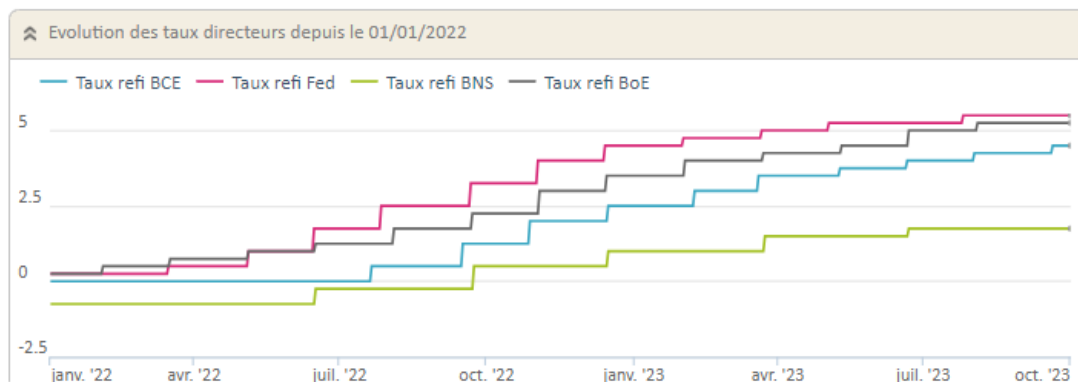 Evolution des taux directeurs depuis le 01/01/2022
Taux refi BCE Taux refi Fed Taux refi BNS Taux refi BoE
5
2.5
0
-2.5
janv. '22 avr. '22 juil. '22 oct. '22 janv. '23 avr. '23 juil. '23 oct. '23